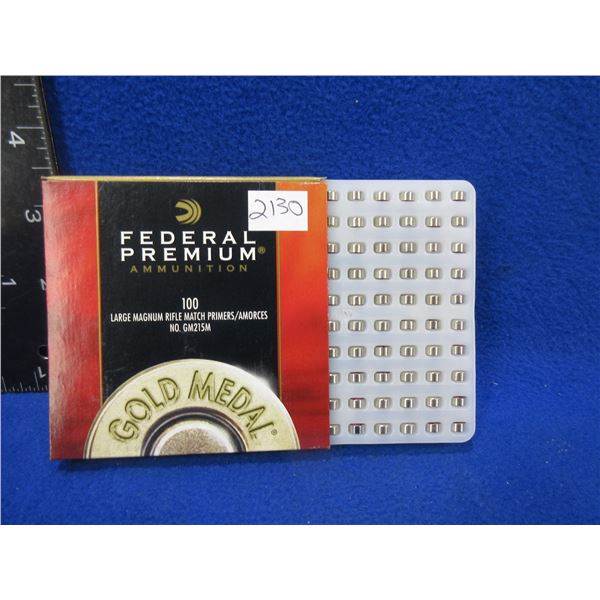 4
3
2
1
2130
FEDERAL
PREMIUM®
AMMUNITION
100
LARGE MAGNUM RIFLE MATCH PRIMERS/AMORCES
NO. GM215M
GOLD MEDAL®